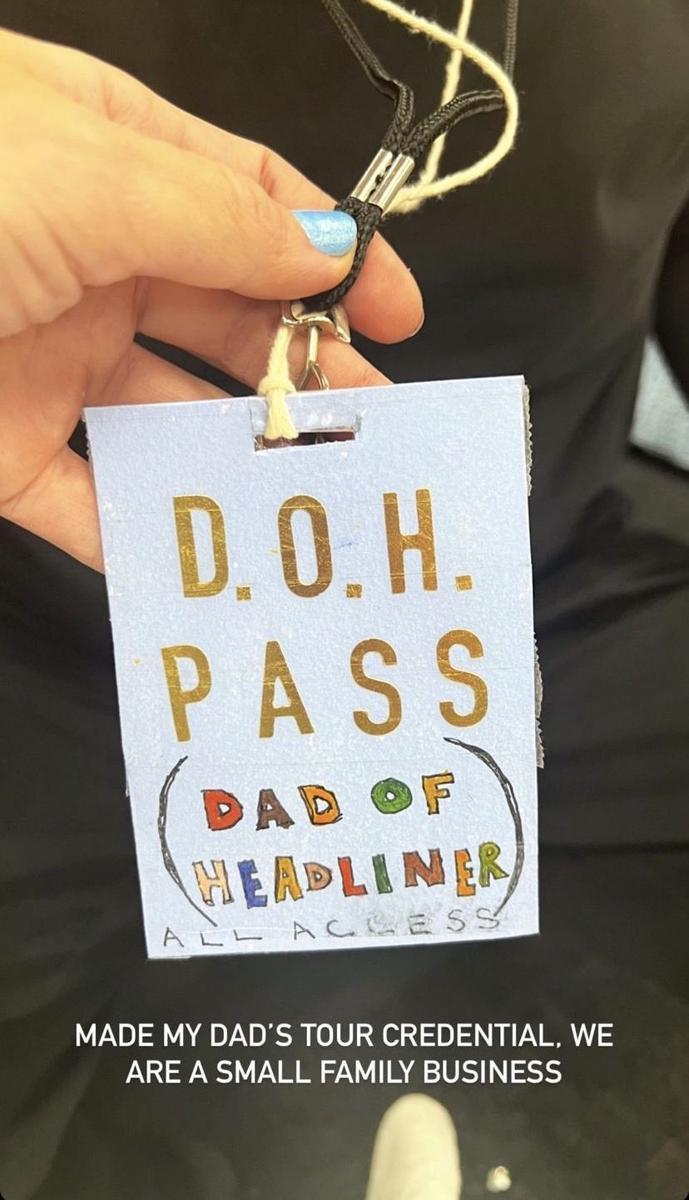 D.O.H.
PASS
(DAD OF
HEADLINER)
ALL ACCESS
MADE MY DAD'S TOUR CREDENTIAL, WE
ARE A SMALL FAMILY BUSINESS